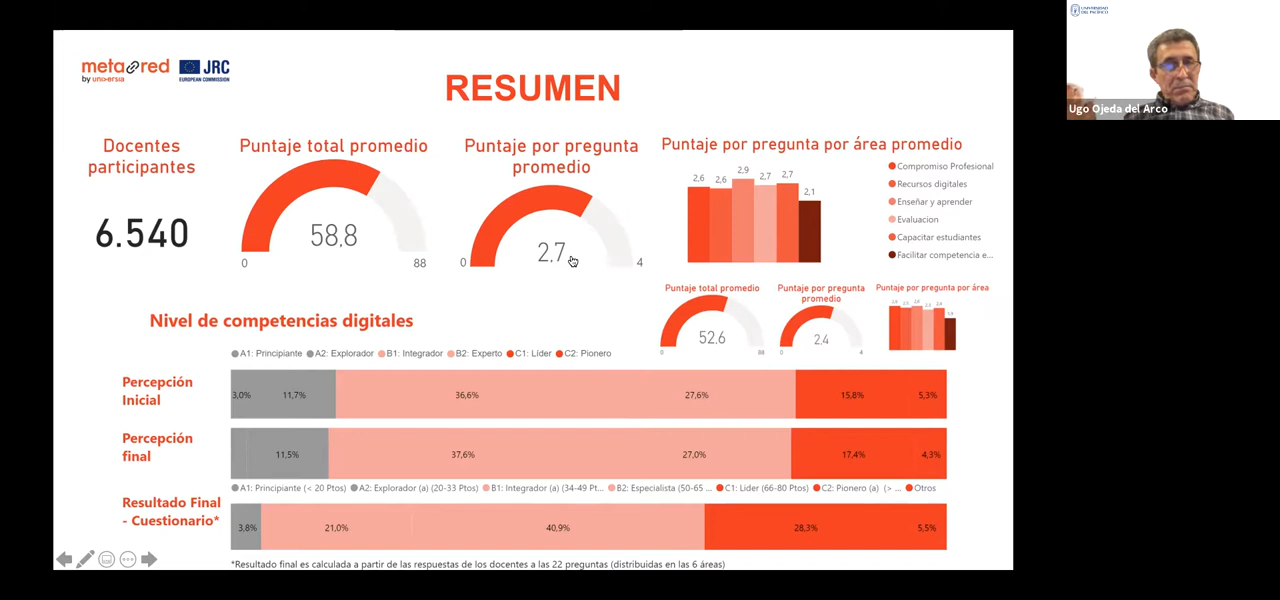 UNIVERSIDAD
DEL PACÍFICO
Ugo Ojeda del Arco
meta red
by universia
JRC
EUROPEAN COMMISSION
RESUMEN
Docentes
participantes
6.540
Puntaje total promedio
58,8
0
88
Puntaje por pregunta
promedio
2,7
0
4
Puntaje por pregunta por área promedio
2,6
2,6
2,9
2,7
2,7
2,1
Compromiso Profesional
Recursos digitales
Enseñar y aprender
Evaluacion
Capacitar estudiantes
Facilitar competencia e...
Puntaje total promedio
52.6
0
88
Puntaje por pregunta
promedio
2.4
0
4
Puntaje por pregunta por área
Nivel de competencias digitales
A1: Principiante A2: Explorador B1: Integrador B2: Experto C1: Líder C2: Pionero
Percepción
Inicial
3,0% 11,7% 36,6% 27,6% 15,8% 5,3%
Percepción
final
11,5% 37,6% 27,0% 17,4% 4,3%
A1: Principiante (< 20 Ptos) A2: Explorador (a) (20-33 Ptos) B1: Integrador (a) (34-49 Pt... B2: Especialista (50-65 ... C1: Lider (66-80 Ptos) C2: Pionero (a) (> ... Otros
Resultado Final
- Cuestionario*
3,8% 21,0% 40,9% 28,3% 5,5%
*Resultado final es calculada a partir de las respuestas de los docentes a las 22 preguntas (distribuidas en las 6 áreas)